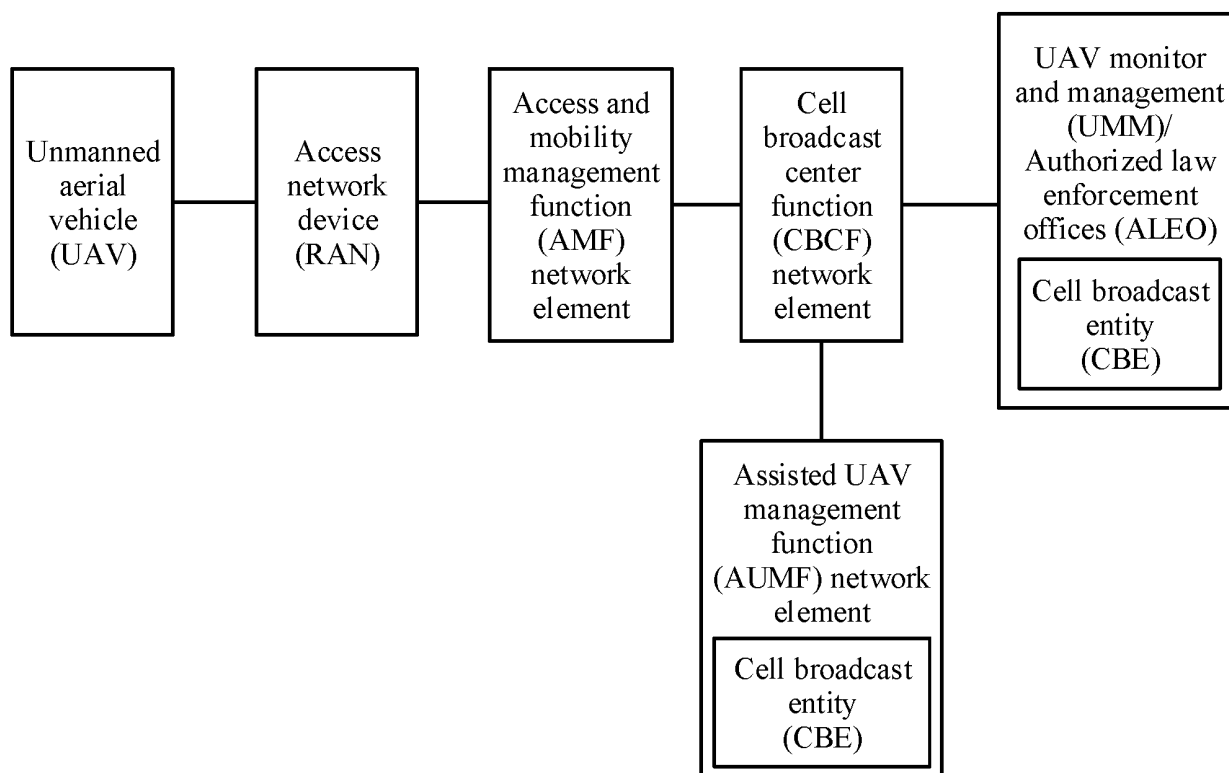 Unmanned
aerial
vehicle
(UAV)
Access
network
device
(RAN)
Access and
mobility
management
function
(AMF)
network
element
Cell
broadcast
center
function
(CBCF)
network
element
UAV monitor
and management
(UMM)/
Authorized law
enforcement
offices (ALEO)
Cell broadcast
entity
(CBE)
Assisted UAV
management
function
(AUMF) network
element
Cell broadcast
entity
(CBE)